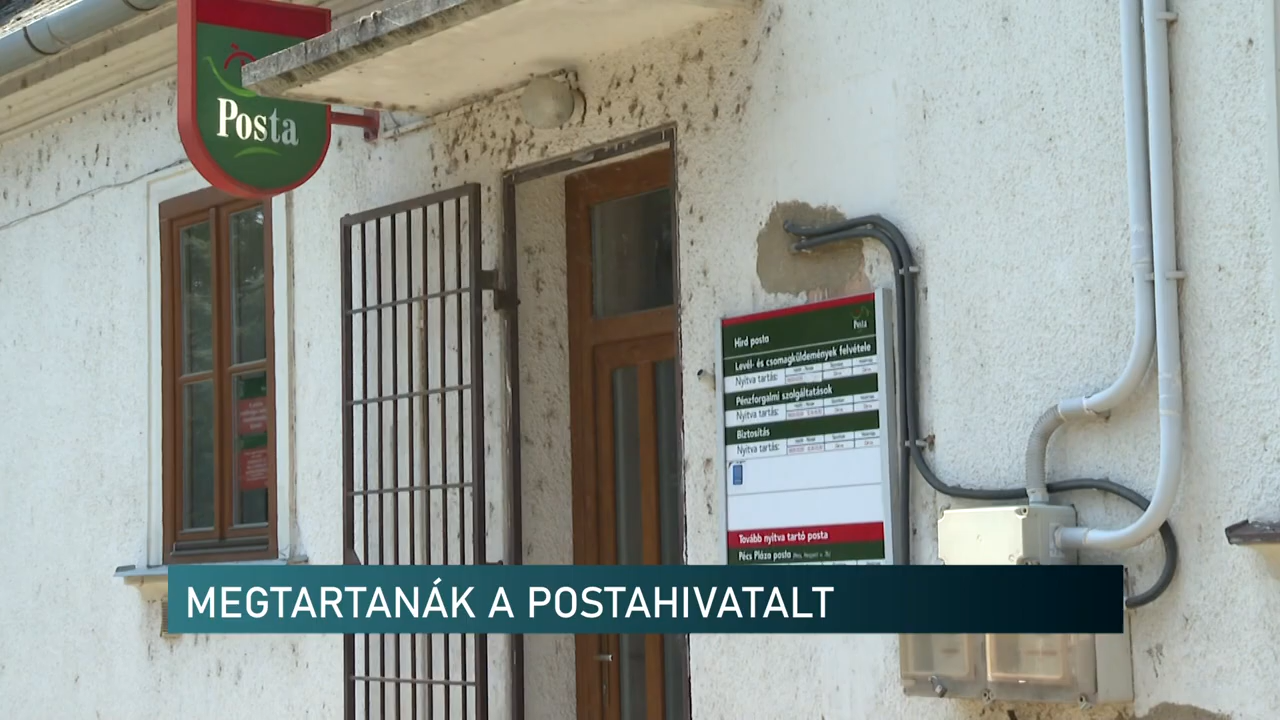 Posta
Posta
Hird posta
Levél- és csomagküldemények felvétele
Nyitva tartás:
Pénzforgalmi szolgáltatások
Nyitva tartás:
Biztosítás
Nyitva tartás:
Tovább nyitva tartó posta
Pécs Pláza posta
MEGTARTANÁK A POSTAHIVATALT